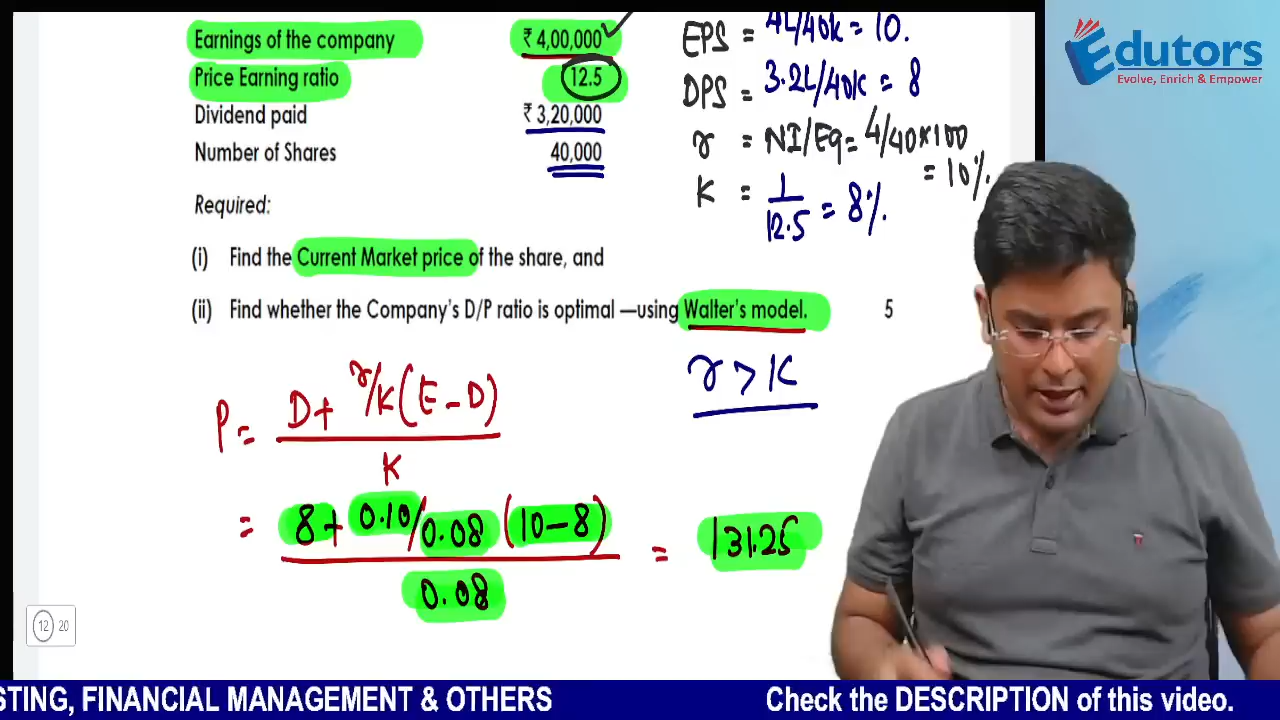 Earnings of the company ₹ 4,00,000
Price Earning ratio 12.5
Dividend paid ₹ 3,20,000
Number of Shares 40,000
Required:
(i) Find the Current Market price of the share, and
(ii) Find whether the Company's D/P ratio is optimal —using Walter's model. 5
EPS = 4L/40K = 10.
DPS = 3.2L/40K = 8
r = NI/Eq = 4/40×100
= 10%.
K = 1/12.5 = 8%
r > K
P = D + r/K (E - D)
K
= 8 + 0.10/0.08 (10 - 8) = 131.25
0.08
Edutors
Evolve, Enrich & Empower
12 20
STING, FINANCIAL MANAGEMENT & OTHERS Check the DESCRIPTION of this video.